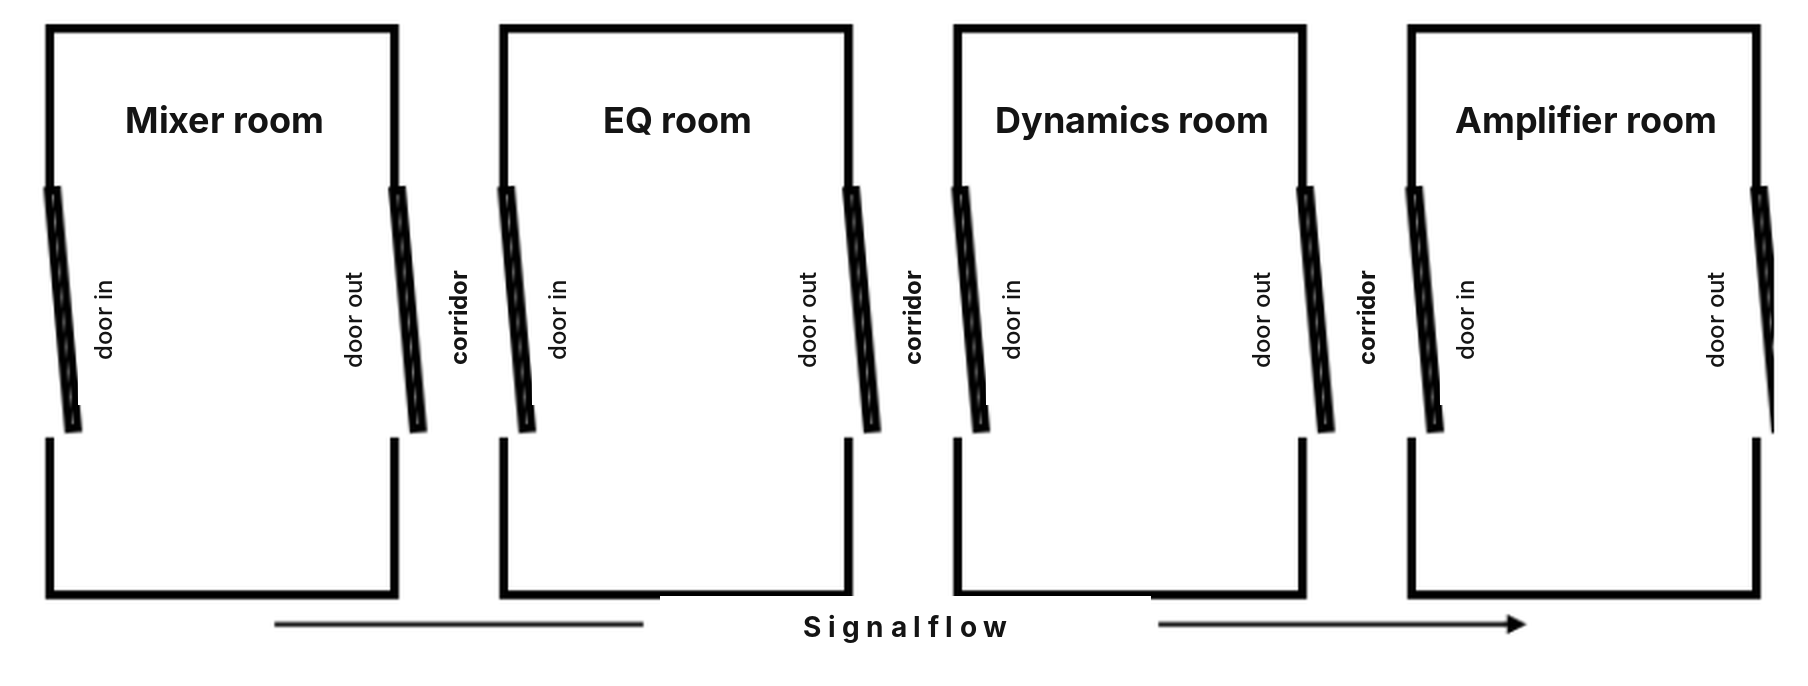 Mixer room
EQ room
Dynamics room
Amplifier room
door in
door out
corridor
door in
door out
corridor
door in
door out
corridor
door in
door out
Signalflow